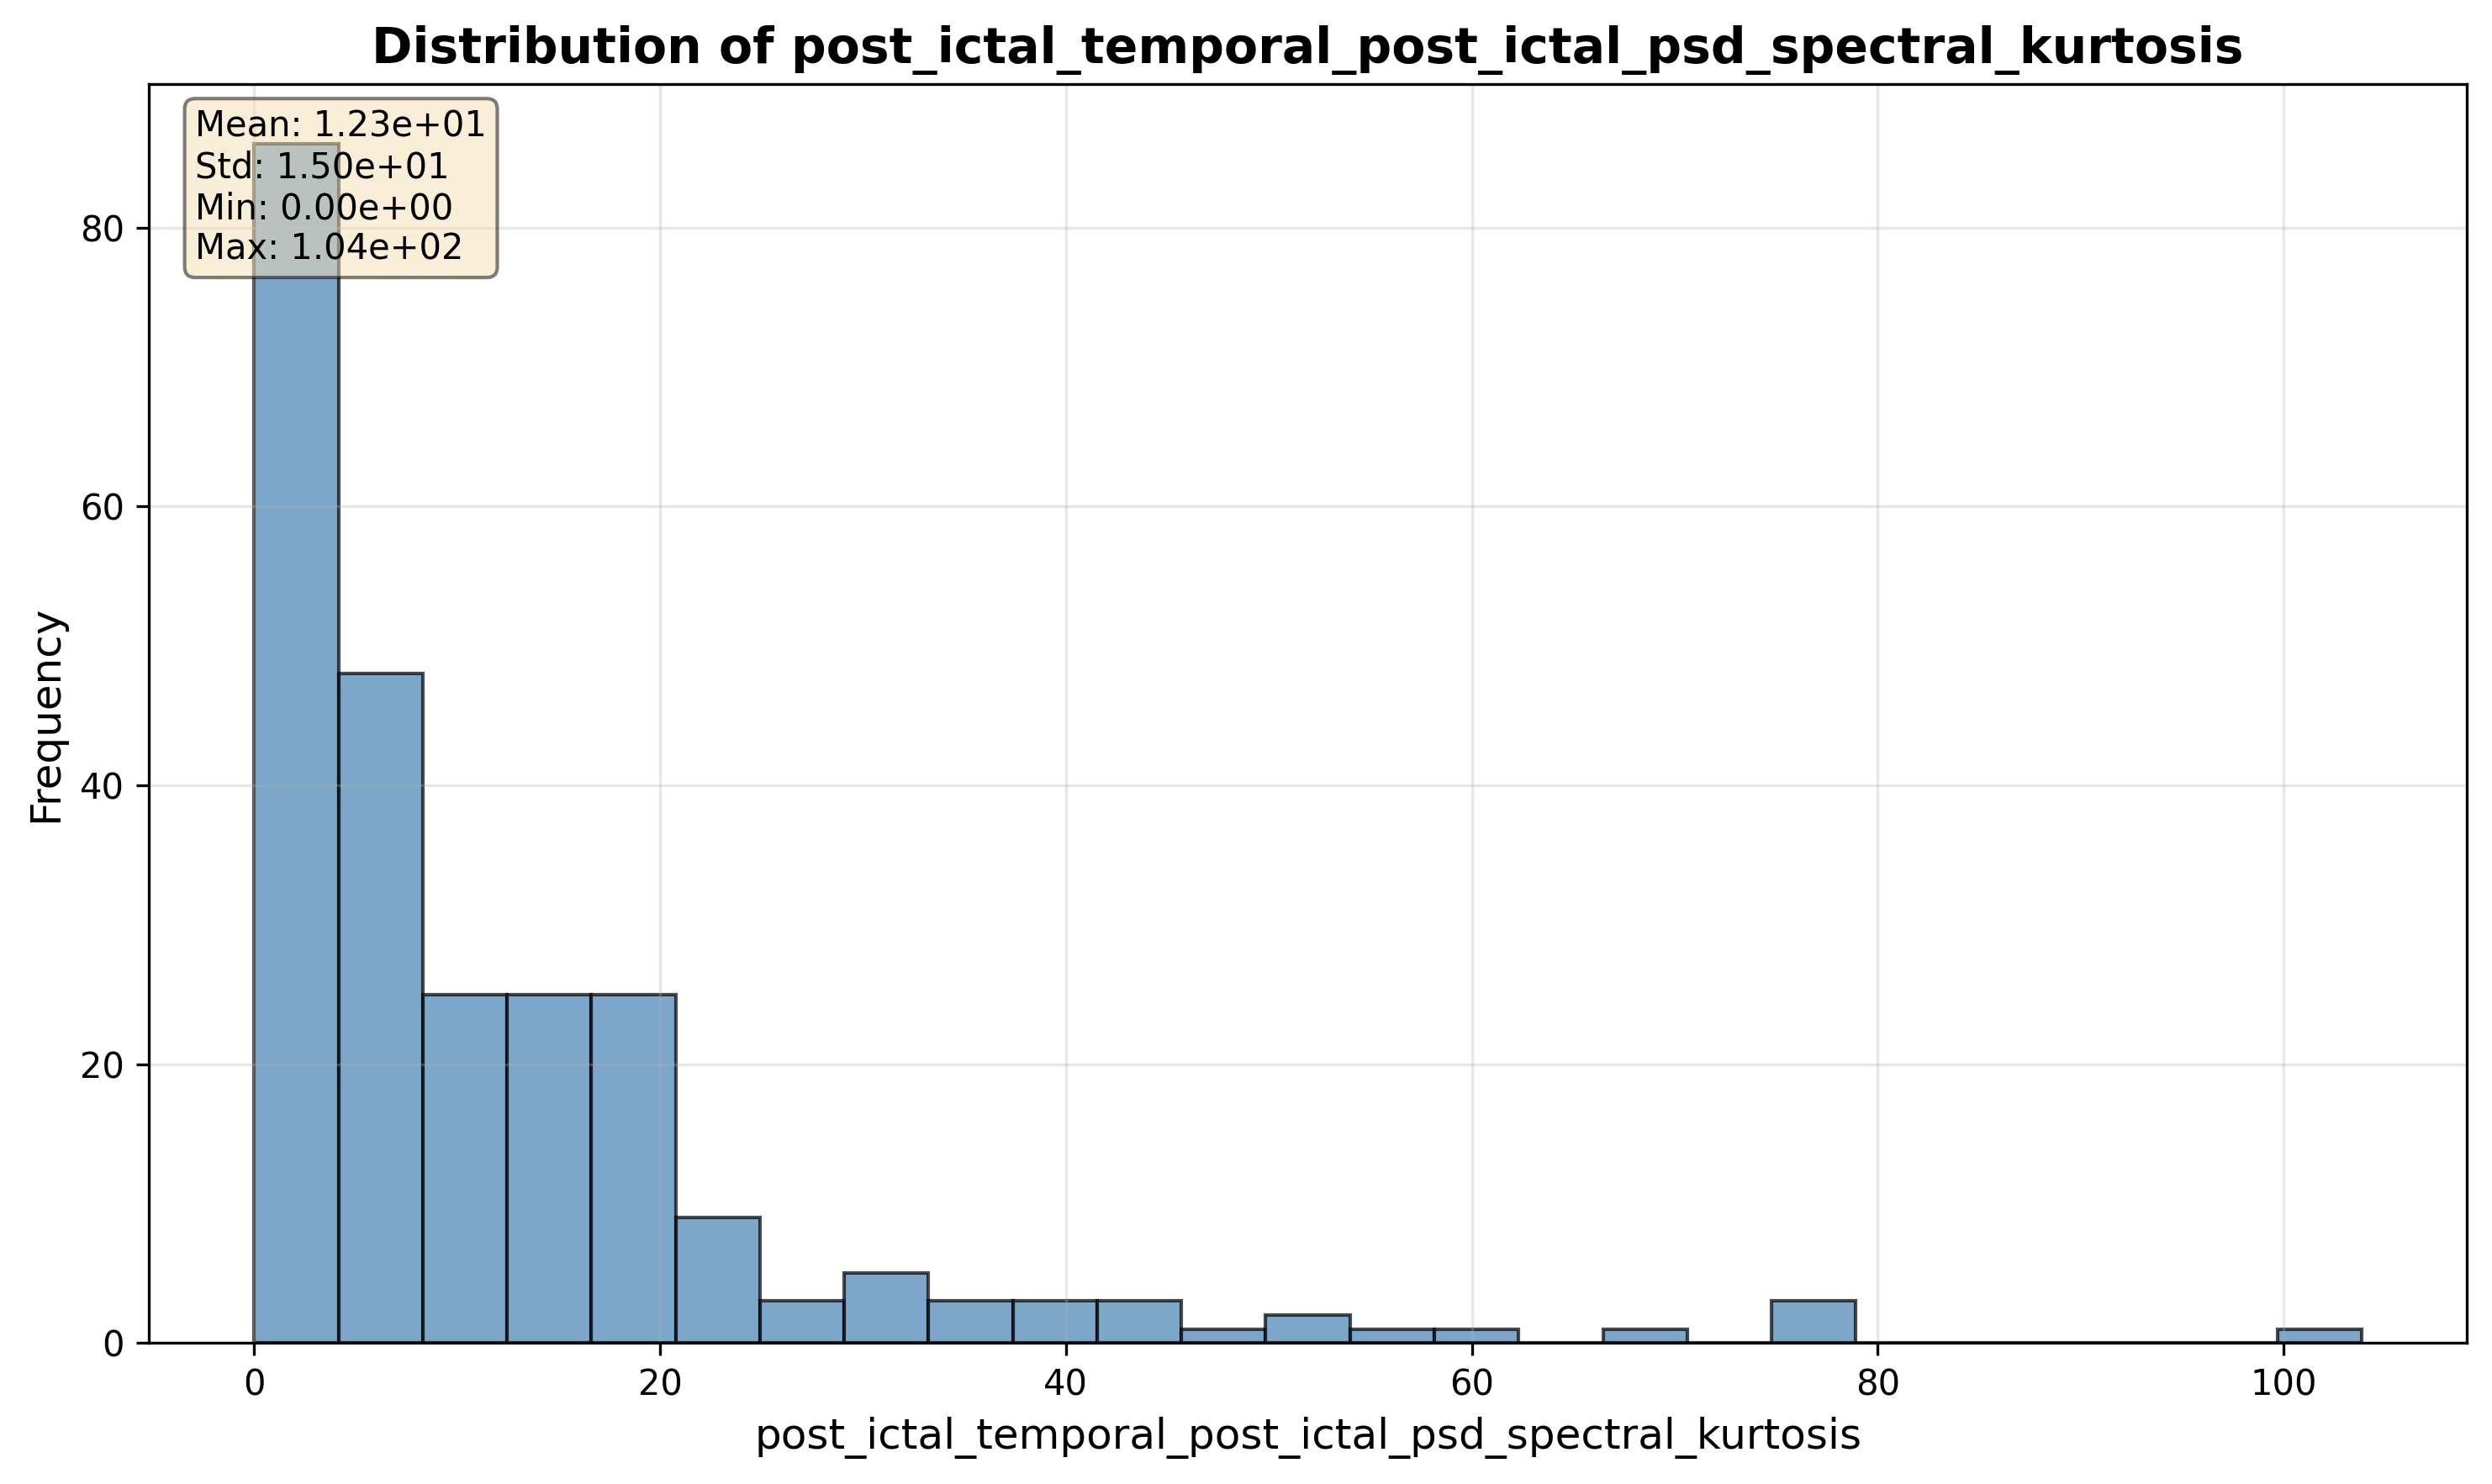 Distribution of post_ictal_temporal_post_ictal_psd_spectral_kurtosis
Mean: 1.23e+01
Std: 1.50e+01
Min: 0.00e+00
Max: 1.04e+02
80
60
40
20
0
Frequency
0 20 40 60 80 100
post_ictal_temporal_post_ictal_psd_spectral_kurtosis